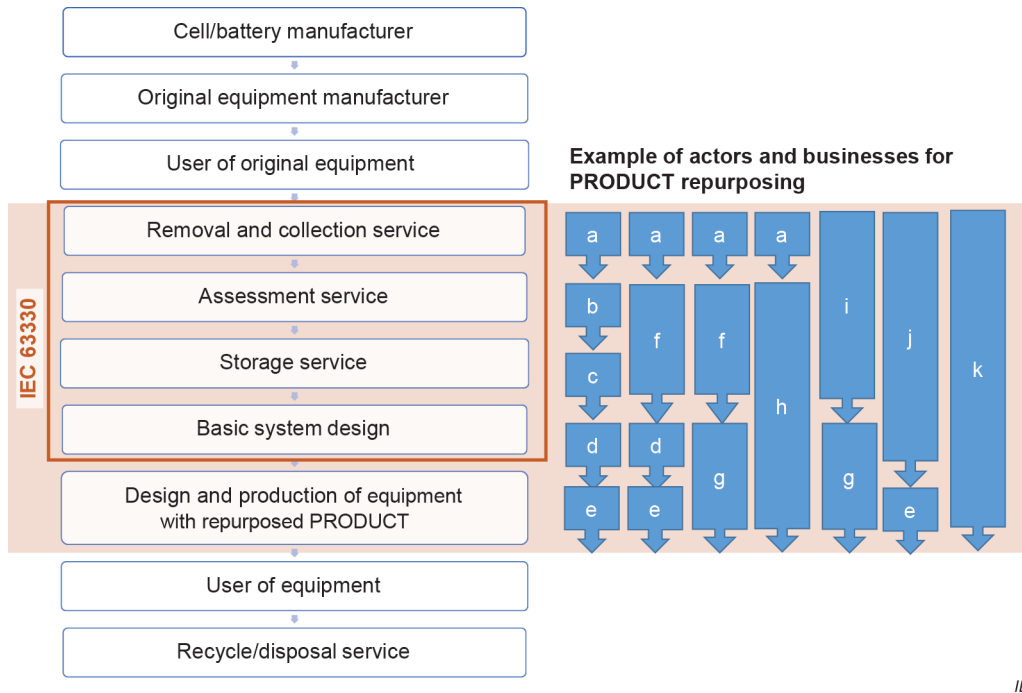 Cell/battery manufacturer
Original equipment manufacturer
User of original equipment
Example of actors and businesses for
PRODUCT repurposing
IEC 63330
Removal and collection service
Assessment service
Storage service
Basic system design
Design and production of equipment
with repurposed PRODUCT
User of equipment
Recycle/disposal service
a
b
c
d
e
a
f
d
e
a
f
g
a
h
i
g
j
e
k